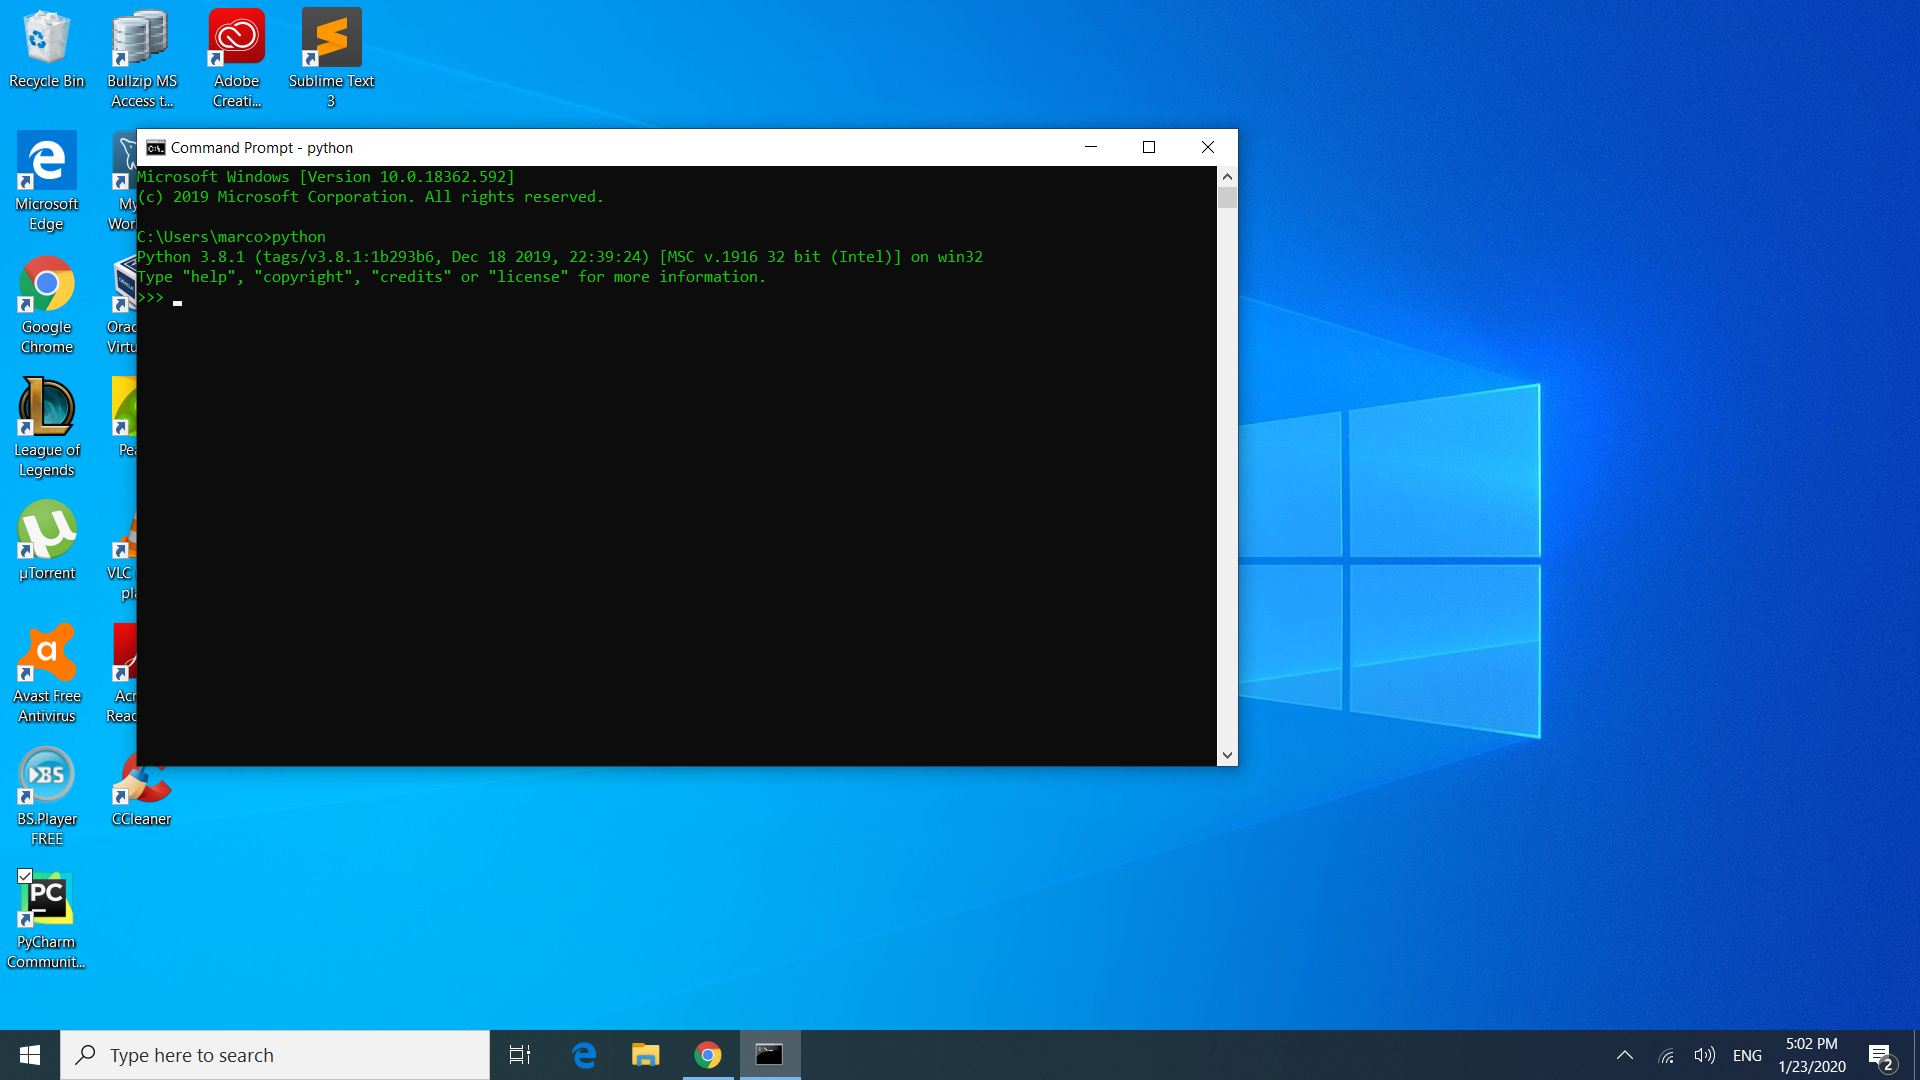 Recycle Bin
Bullzip MS
Access t...
Adobe
Creati...
Sublime Text
3
Microsoft
Edge
My
Wor
Google
Chrome
Orac
Virtu
League of
Legends
Pea
µTorrent
VLC
pla
Avast Free
Antivirus
Acr
Read
BS.Player
FREE
CCleaner
PC
PyCharm
Communit...
Command Prompt - python
Microsoft Windows [Version 10.0.18362.592]
(c) 2019 Microsoft Corporation. All rights reserved.
C:\Users\marco>python
Python 3.8.1 (tags/v3.8.1:1b293b6, Dec 18 2019, 22:39:24) [MSC v.1916 32 bit (Intel)] on win32
Type "help", "copyright", "credits" or "license" for more information.
>>>
Type here to search
ENG
5:02 PM
1/23/2020
2